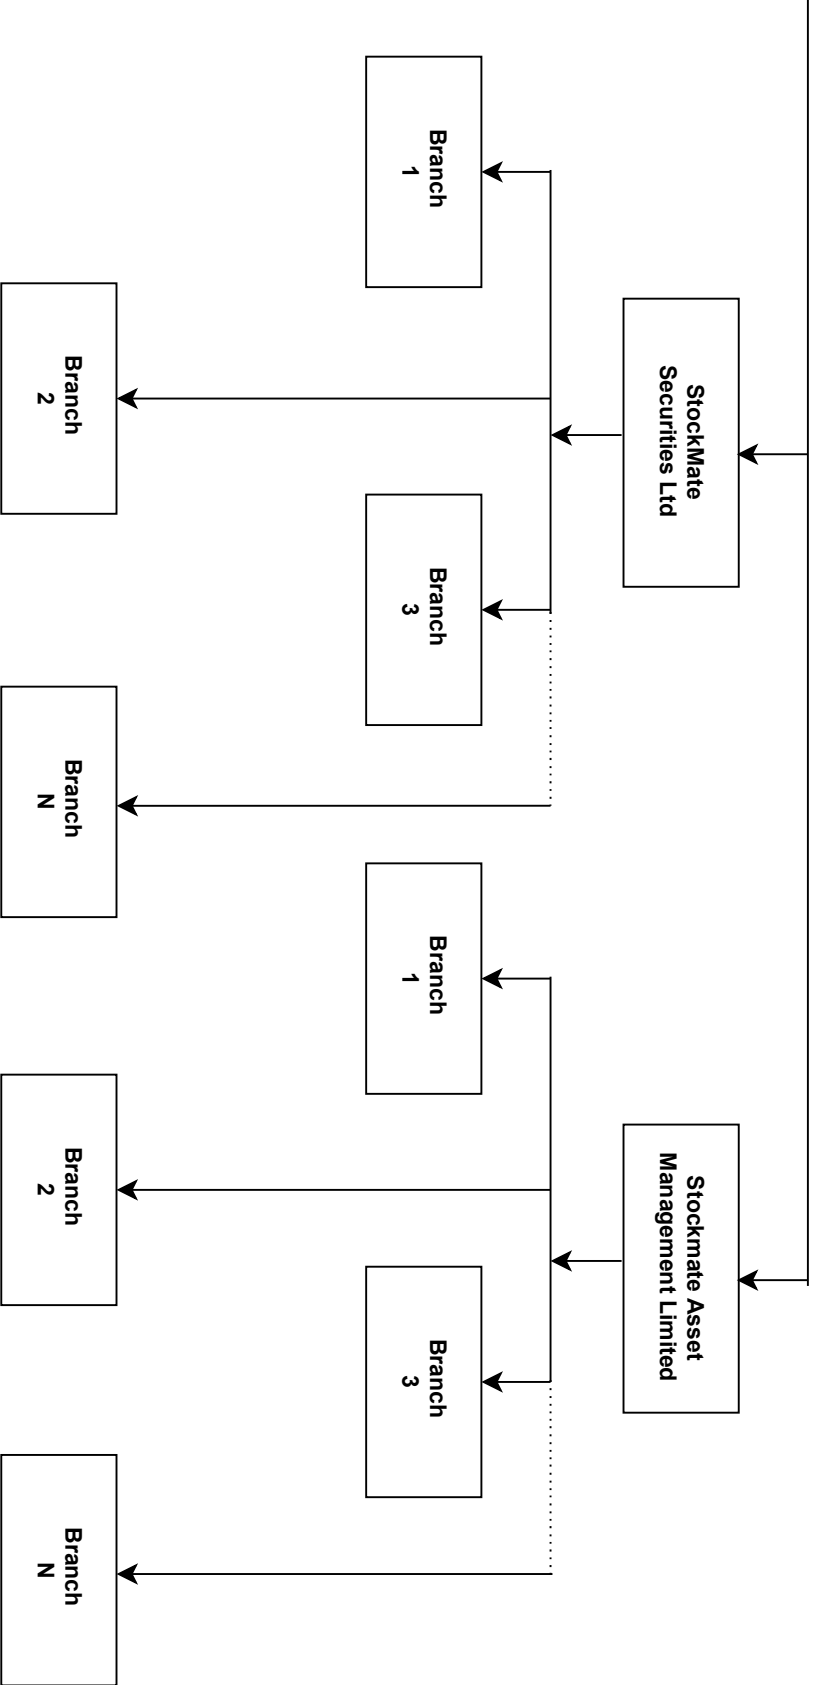 StockMate
Securities Ltd
Stockmate Asset
Management Limited
Branch
1
Branch
3
Branch
1
Branch
3
Branch
2
Branch
N
Branch
2
Branch
N